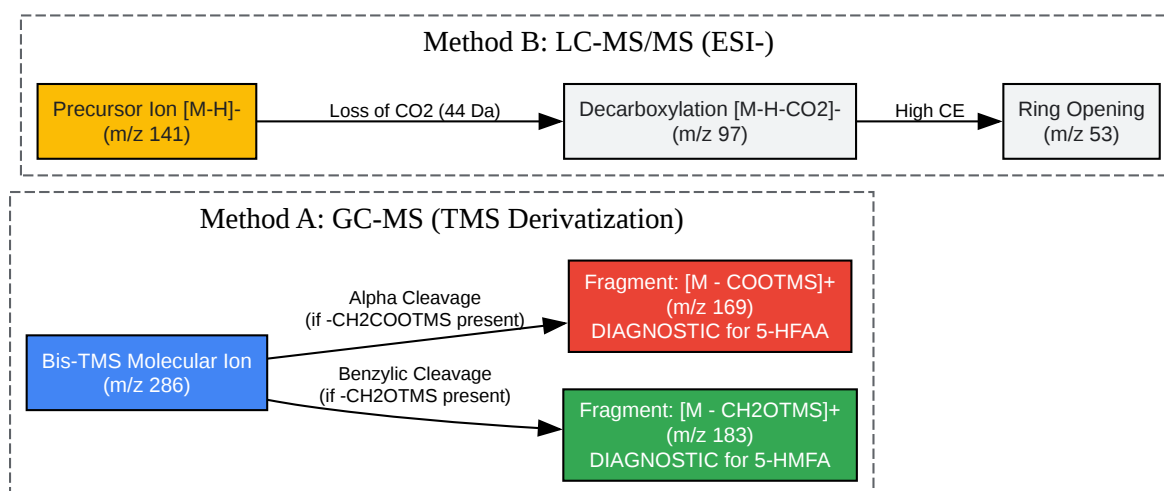 Method B: LC-MS/MS (ESI-)
Precursor Ion [M-H]-
(m/z 141)
Loss of CO2 (44 Da)
Decarboxylation [M-H-CO2]-
(m/z 97)
High CE
Ring Opening
(m/z 53)
Method A: GC-MS (TMS Derivatization)
Bis-TMS Molecular Ion
(m/z 286)
Alpha Cleavage
(if -CH2COOTMS present)
Fragment: [M - COOTMS]+
(m/z 169)
DIAGNOSTIC for 5-HFAA
Benzylic Cleavage
(if -CH2OTMS present)
Fragment: [M - CH2OTMS]+
(m/z 183)
DIAGNOSTIC for 5-HMFA